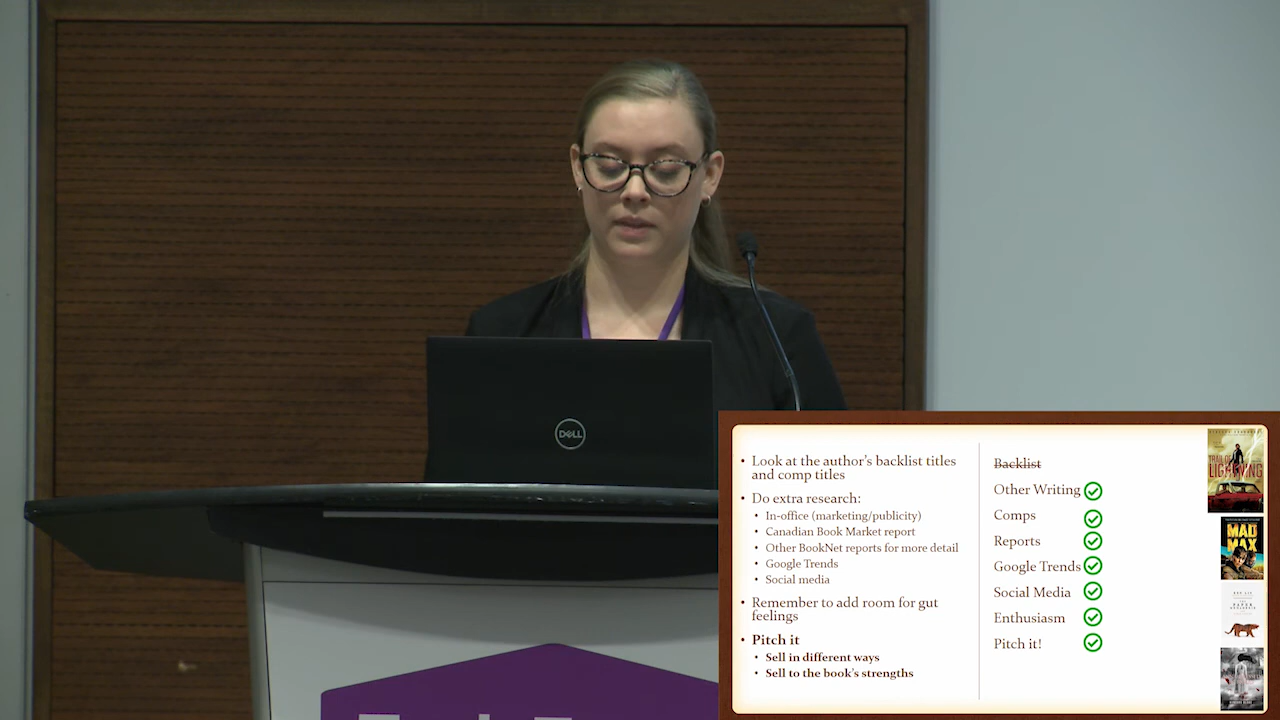 DELL
• Look at the author's backlist titles
and comp titles
• Do extra research:
• In-office (marketing/publicity)
• Canadian Book Market report
• Other BookNet reports for more detail
• Google Trends
• Social media
• Remember to add room for gut
feelings
• Pitch it
• Sell in different ways
• Sell to the book's strengths
Backlist
Other Writing
Comps
Reports
Google Trends
Social Media
Enthusiasm
Pitch it!
TRAIL OF
LIGHTNING
MAD
MAX